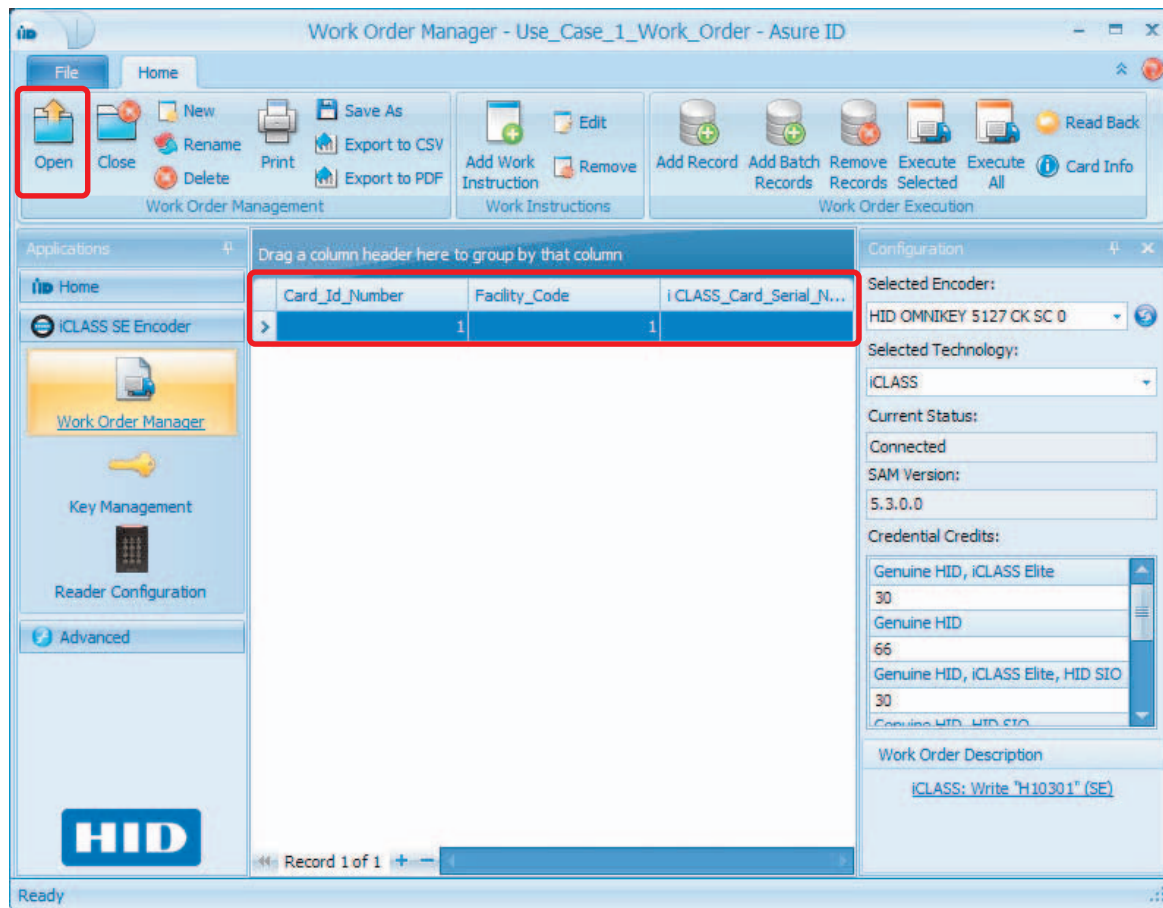 Work Order Manager - Use_Case_1_Work_Order - Asure ID
File Home
Open
Close
New
Rename
Delete
Print
Save As
Export to CSV
Export to PDF
Work Order Management
Add Work
Instruction
Edit
Remove
Work Instructions
Add Record
Add Batch
Records
Remove
Records
Execute
Selected
Execute
All
Read Back
Card Info
Work Order Execution
Applications
HID Home
iCLASS SE Encoder
Work Order Manager
Key Management
Reader Configuration
Advanced
HID
Drag a column header here to group by that column
Card_Id_Number Facility_Code iCLASS_Card_Serial_N...
1 1
Record 1 of 1
Configuration
Selected Encoder:
HID OMNIKEY 5127 CK SC 0
Selected Technology:
iCLASS
Current Status:
Connected
SAM Version:
5.3.0.0
Credential Credits:
Genuine HID, iCLASS Elite
30
Genuine HID
66
Genuine HID, iCLASS Elite, HID SIO
30
Genuine HID, HID SIO
Work Order Description
iCLASS: Write "H10301" (SE)
Ready